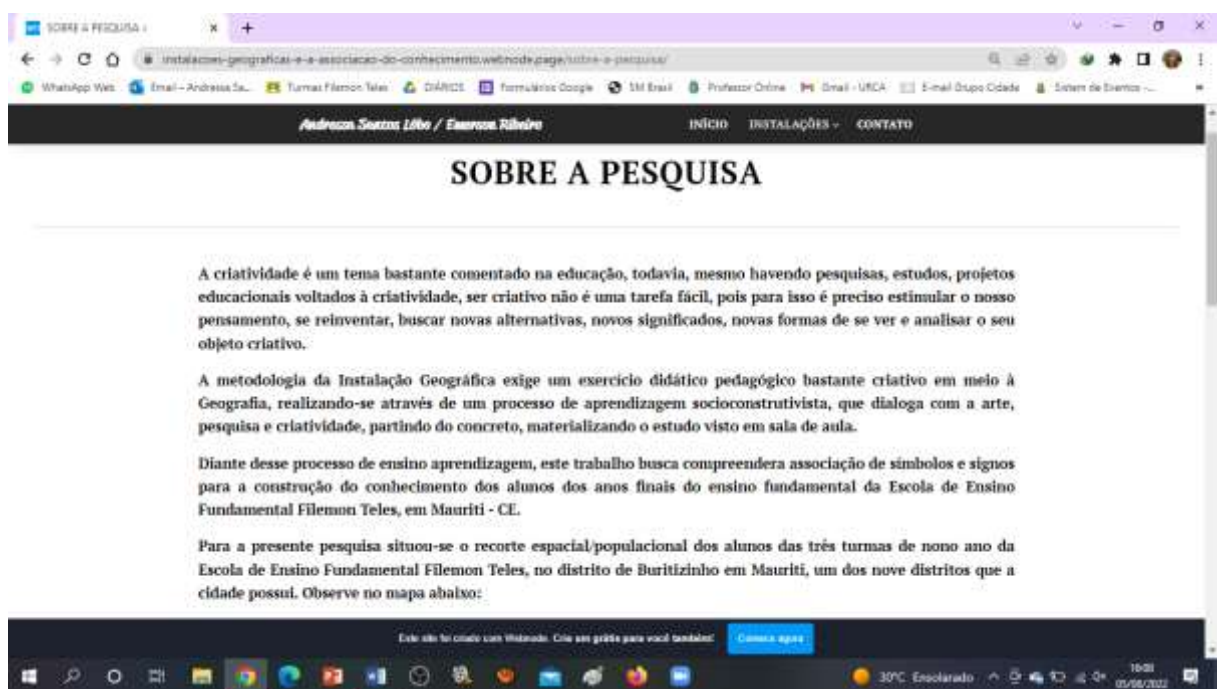 SOBRE A PESQUISA
instalacoes-geograficas-e-a-associacao-do-conhecimento.webnode.page/sobre-a-pesquisa/
WhatsApp Web Email - Andressa Sa... Turmas Filemon Teles DIÁRIOS Formulários Google SM Brasil Professor Online Gmail - URCA E-mail Grupo Cidade Sistem de Eventos -...
Andressa Santos Lôbo / Emerson Ribeiro INÍCIO INSTALAÇÕES CONTATO
SOBRE A PESQUISA
A criatividade é um tema bastante comentado na educação, todavia, mesmo havendo pesquisas, estudos, projetos
educacionais voltados à criatividade, ser criativo não é uma tarefa fácil, pois para isso é preciso estimular o nosso
pensamento, se reinventar, buscar novas alternativas, novos significados, novas formas de se ver e analisar o seu
objeto criativo.
A metodologia da Instalação Geográfica exige um exercício didático pedagógico bastante criativo em meio à
Geografia, realizando-se através de um processo de aprendizagem socioconstrutivista, que dialoga com a arte,
pesquisa e criatividade, partindo do concreto, materializando o estudo visto em sala de aula.
Diante desse processo de ensino aprendizagem, este trabalho busca compreendera associação de símbolos e signos
para a construção do conhecimento dos alunos dos anos finais do ensino fundamental da Escola de Ensino
Fundamental Filemon Teles, em Mauriti - CE.
Para a presente pesquisa situou-se o recorte espacial/populacional dos alunos das três turmas de nono ano da
Escola de Ensino Fundamental Filemon Teles, no distrito de Buritizinho em Mauriti, um dos nove distritos que a
cidade possui. Observe no mapa abaixo:
Este site foi criado com Webnode. Crie um grátis para você também! Comece agora
30°C Ensolarado
05/08/2022